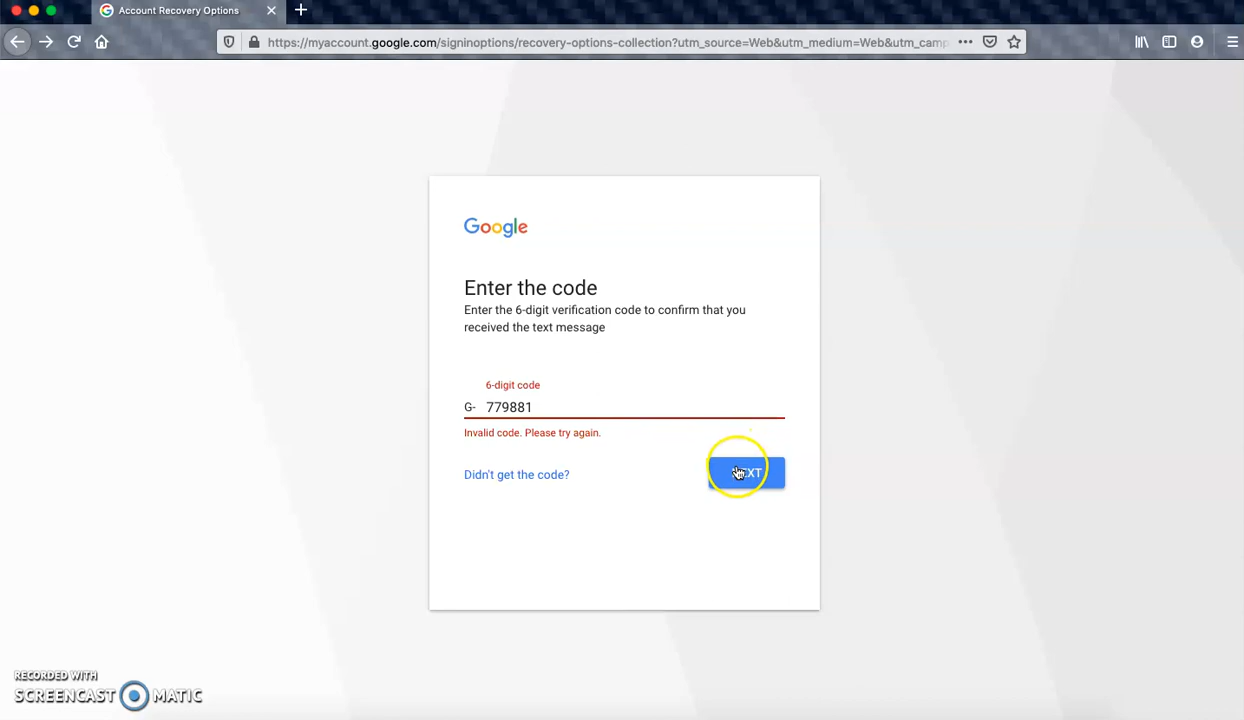 Account Recovery Options
https://myaccount.google.com/signinoptions/recovery-options-collection?utm_source=Web&utm_medium=Web&utm_camp
Google
Enter the code
Enter the 6-digit verification code to confirm that you
received the text message
6-digit code
G- 779881
Invalid code. Please try again.
Didn't get the code?
NEXT
RECORDED WITH
SCREENCAST MATIC